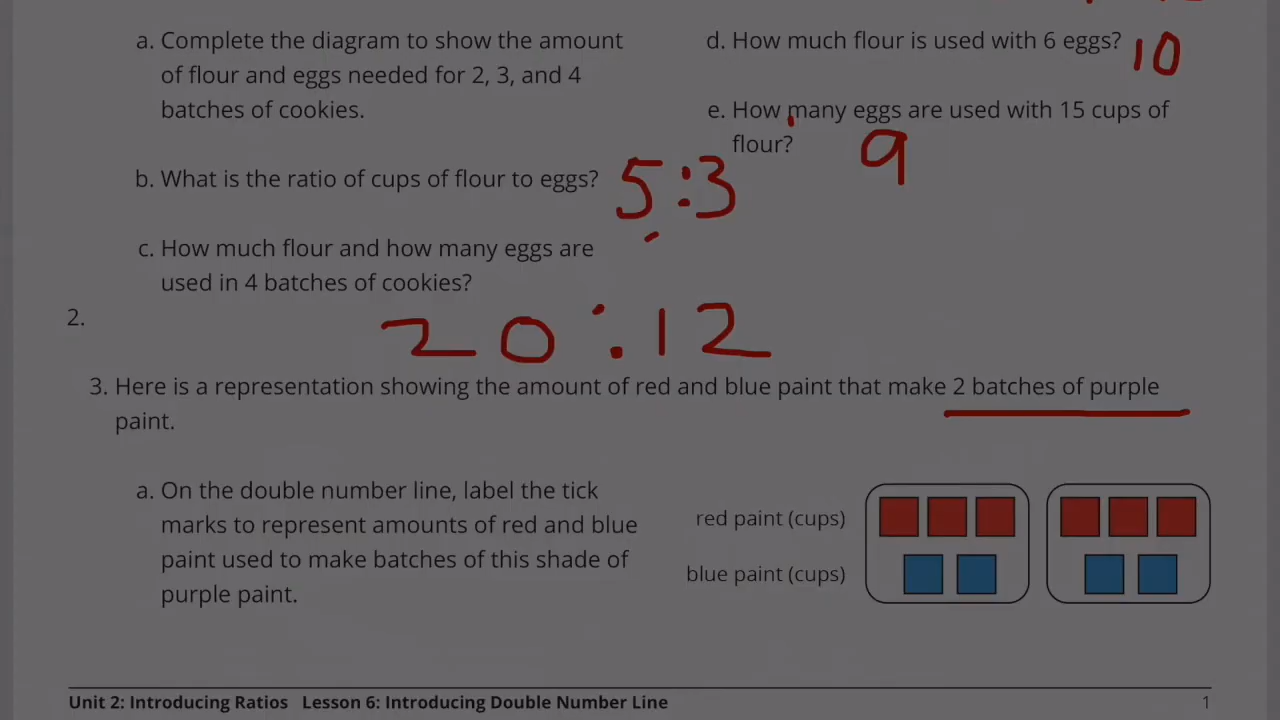 a. Complete the diagram to show the amount
of flour and eggs needed for 2, 3, and 4
batches of cookies.
b. What is the ratio of cups of flour to eggs? 5:3
c. How much flour and how many eggs are
used in 4 batches of cookies?
20:12
d. How much flour is used with 6 eggs? 10
e. How many eggs are used with 15 cups of
flour? 9
2.
3. Here is a representation showing the amount of red and blue paint that make 2 batches of purple
paint.
a. On the double number line, label the tick
marks to represent amounts of red and blue
paint used to make batches of this shade of
purple paint.
red paint (cups)
blue paint (cups)
Unit 2: Introducing Ratios Lesson 6: Introducing Double Number Line 1